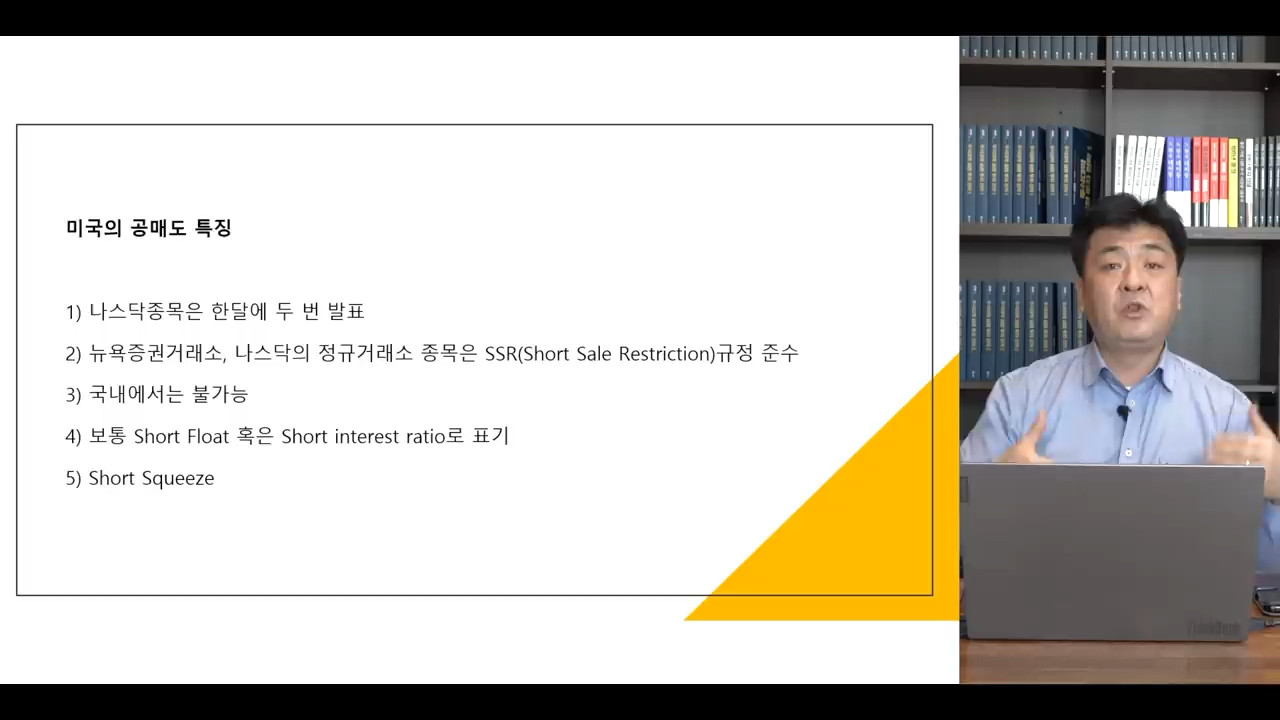 미국의 공매도 특징
1) 나스닥종목은 한달에 두 번 발표
2) 뉴욕증권거래소, 나스닥의 정규거래소 종목은 SSR(Short Sale Restriction)규정 준수
3) 국내에서는 불가능
4) 보통 Short Float 혹은 Short interest ratio로 표기
5) Short Squeeze